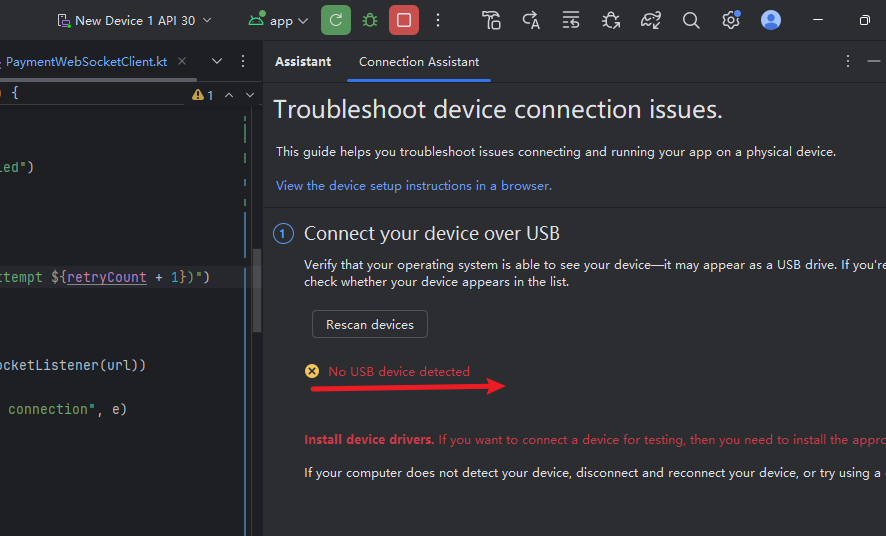 New Device 1 API 30
app
PaymentWebSocketClient.kt
Assistant
Connection Assistant
{
1
Troubleshoot device connection issues.
This guide helps you troubleshoot issues connecting and running your app on a physical device.
led")
View the device setup instructions in a browser.
1
Connect your device over USB
Verify that your operating system is able to see your device—it may appear as a USB drive. If you're
ttempt ${retryCount + 1})")
check whether your device appears in the list.
Rescan devices
ocketListener(url))
No USB device detected
connection", e)
Install device drivers. If you want to connect a device for testing, then you need to install the appro
If your computer does not detect your device, disconnect and reconnect your device, or try using a